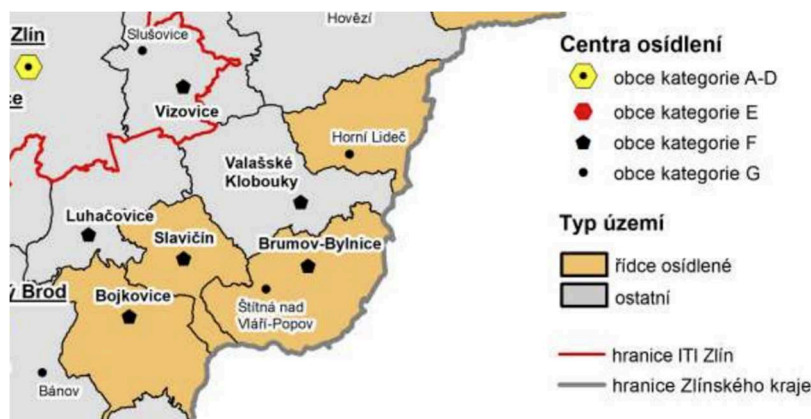 Hovězí
Zlín
Slušovice
ce
Vizovice
Horní Lideč
Valašské
Klobouky
Luhačovice
Slavičín
Brumov-Bylnice
ý Brod
Bojkovice
Štítná nad
Vláří-Popov
Bánov
Centra osídlení
obce kategorie A-D
obce kategorie E
obce kategorie F
obce kategorie G
Typ území
řídce osídlené
ostatní
hranice ITI Zlín
hranice Zlínského kraje